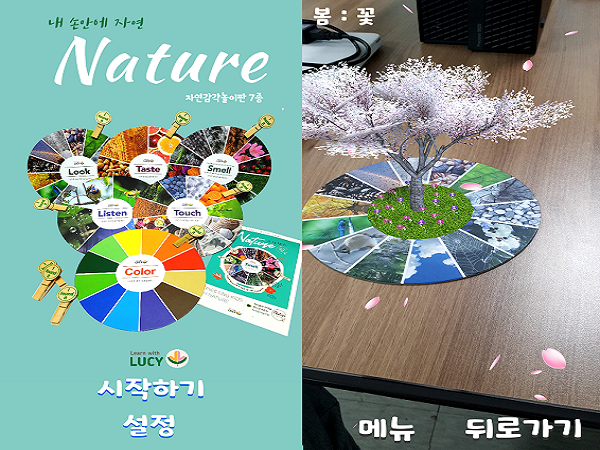 내 손안에 자연
Nature
자연감각놀이판 7종
Look
Taste
Smell
Listen
Touch
Color
Nature
Learn with
LUCY
시작하기
설정
봄 : 꽃
메뉴
뒤로가기